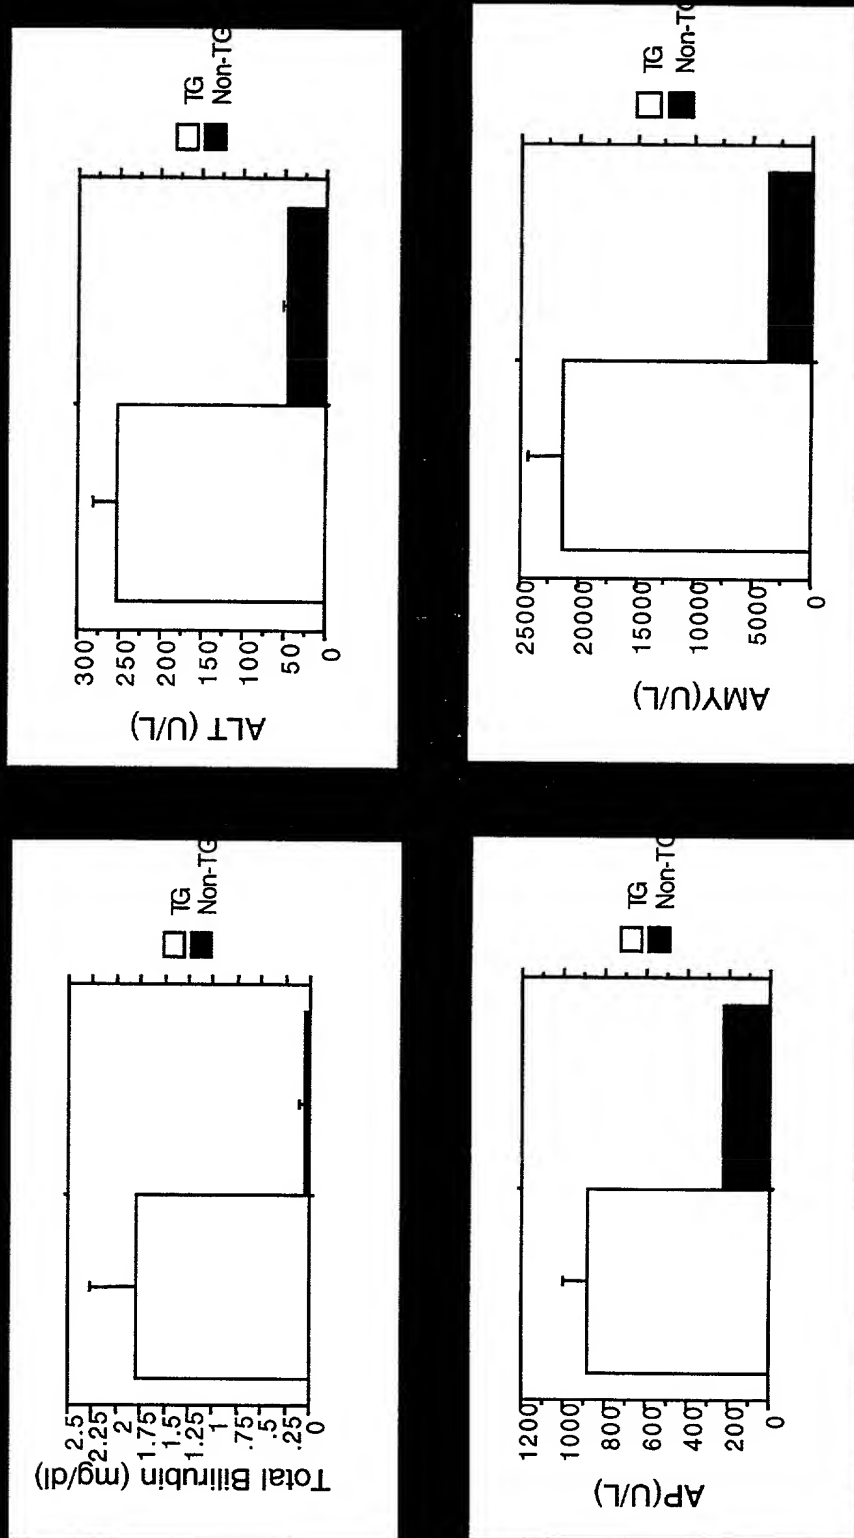 Total Bilirubin (mg/dl)
2.5
2.25
2
1.75
1.5
1.25
1
.75
.5
.25
0
TG
Non-TG
ALT (U/L)
300
250
200
150
100
50
0
TG
Non-TG
AP(U/L)
1200
1000
800
600
400
200
0
TG
Non-TG
AMY(U/L)
25000
20000
15000
10000
5000
0
TG
Non-TG